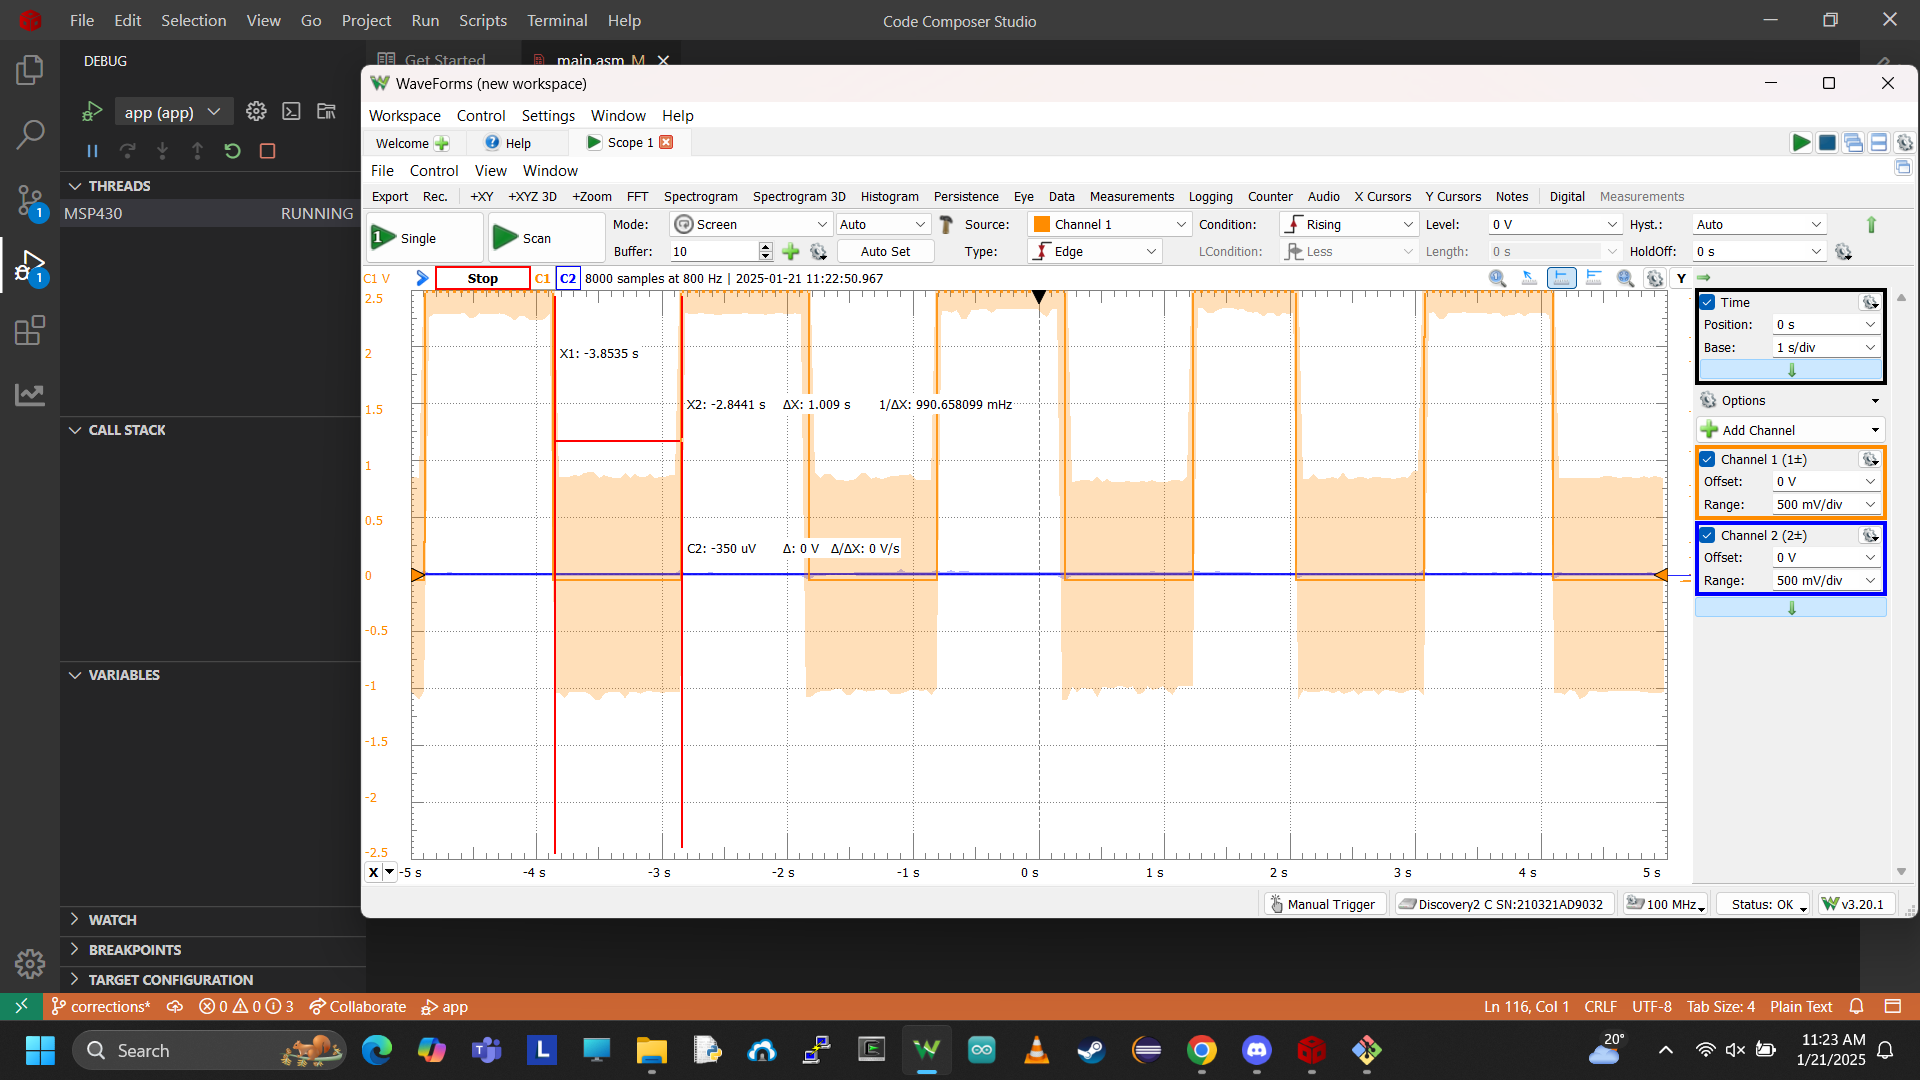 File Edit Selection View Go Project Run Scripts Terminal Help Code Composer Studio
DEBUG Get Started main.asm M
WaveForms (new workspace)
app (app)
Workspace Control Settings Window Help
Welcome Help Scope 1
File Control View Window
THREADS
MSP430 RUNNING
Export Rec. +XY +XYZ 3D +Zoom FFT Spectrogram Spectrogram 3D Histogram Persistence Eye Data Measurements Logging Counter Audio X Cursors Y Cursors Notes Digital Measurements
1 Single Scan
Mode: Screen Auto Source: Channel 1 Condition: Rising Level: 0 V Hyst.: Auto
Buffer: 10 Auto Set Type: Edge LCondition: Less Length: 0 s HoldOff: 0 s
C1 V Stop C1 C2 8000 samples at 800 Hz | 2025-01-21 11:22:50.967 Y
2.5
2
1.5
1
0.5
0
-0.5
-1
-1.5
-2
-2.5
X1: -3.8535 s
X2: -2.8441 s ΔX: 1.009 s 1/ΔX: 990.658099 mHz
C2: -350 uV Δ: 0 V Δ/ΔX: 0 V/s
X -5 s -4 s -3 s -2 s -1 s 0 s 1 s 2 s 3 s 4 s 5 s
Time
Position: 0 s
Base: 1 s/div
Options
Add Channel
Channel 1 (1±)
Offset: 0 V
Range: 500 mV/div
Channel 2 (2±)
Offset: 0 V
Range: 500 mV/div
Manual Trigger Discovery2 C SN:210321AD9032 100 MHz Status: OK v3.20.1
CALL STACK
VARIABLES
WATCH
BREAKPOINTS
TARGET CONFIGURATION
corrections* 0 0 3 Collaborate app Ln 116, Col 1 CRLF UTF-8 Tab Size: 4 Plain Text
Search
20°
11:23 AM
1/21/2025